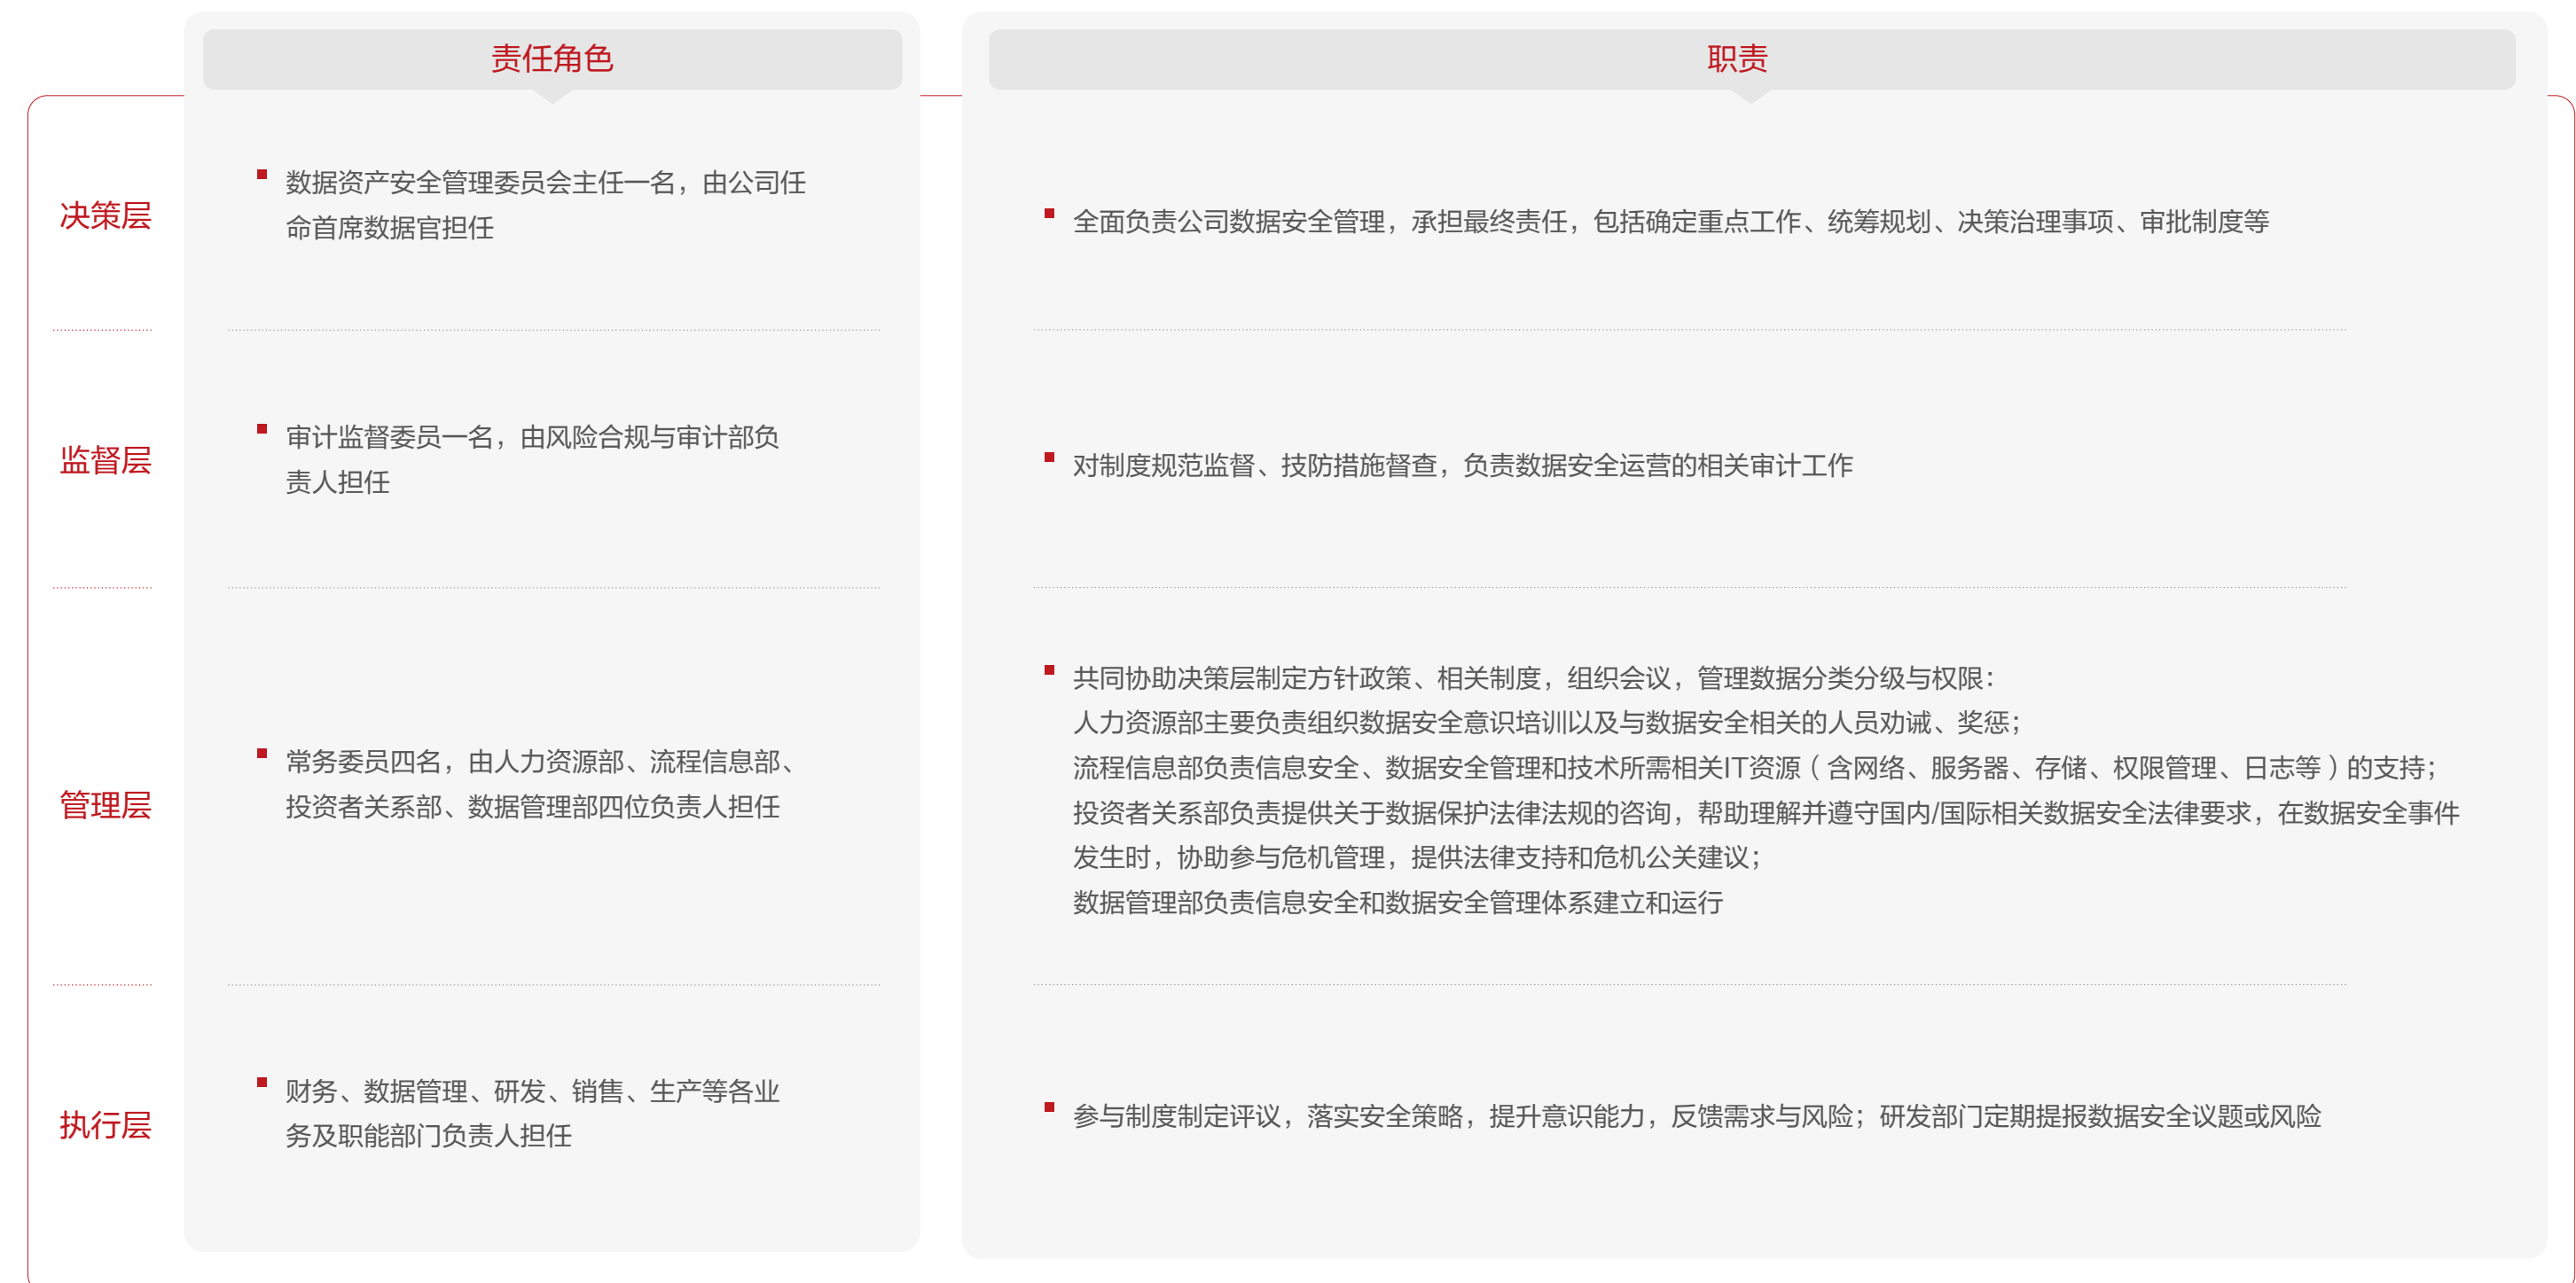 责任角色
职责
决策层
数据资产安全管理委员会主任一名，由公司任
命首席数据官担任
全面负责公司数据安全管理，承担最终责任，包括确定重点工作、统筹规划、决策治理事项、审批制度等
监督层
审计监督委员一名，由风险合规与审计部负
责人担任
对制度规范监督、技防措施督查，负责数据安全运营的相关审计工作
管理层
常务委员四名，由人力资源部、流程信息部、
投资者关系部、数据管理部四位负责人担任
共同协助决策层制定方针政策、相关制度，组织会议，管理数据分类分级与权限：
人力资源部主要负责组织数据安全意识培训以及与数据安全相关的人员劝诫、奖惩；
流程信息部负责信息安全、数据安全管理和技术所需相关IT资源（含网络、服务器、存储、权限管理、日志等）的支持；
投资者关系部负责提供关于数据保护法律法规的咨询，帮助理解并遵守国内/国际相关数据安全法律要求，在数据安全事件
发生时，协助参与危机管理，提供法律支持和危机公关建议；
数据管理部负责信息安全和数据安全管理体系建立和运行
执行层
财务、数据管理、研发、销售、生产等各业
务及职能部门负责人担任
参与制度制定评议，落实安全策略，提升意识能力，反馈需求与风险；研发部门定期提报数据安全议题或风险